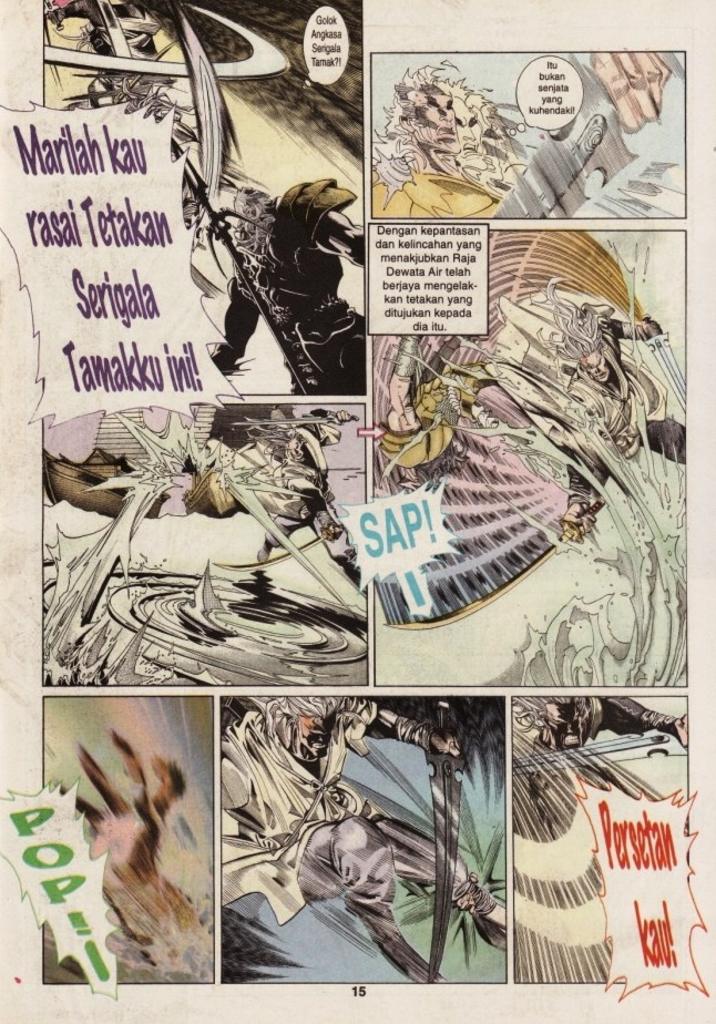 Golok
Angkasa
Serigala
Tamak?!
Marilah kau
rasai Tetakan
Serigala
Tamakku ini!
Itu
bukan
senjata
yang
kuhendaki!
Dengan kepantasan
dan kelincahan yang
menakjubkan Raja
Dewata Air telah
berjaya mengelak-
kan tetakan yang
ditujukan kepada
dia itu.
SAP!
POP!!
Persetan
kau!
15